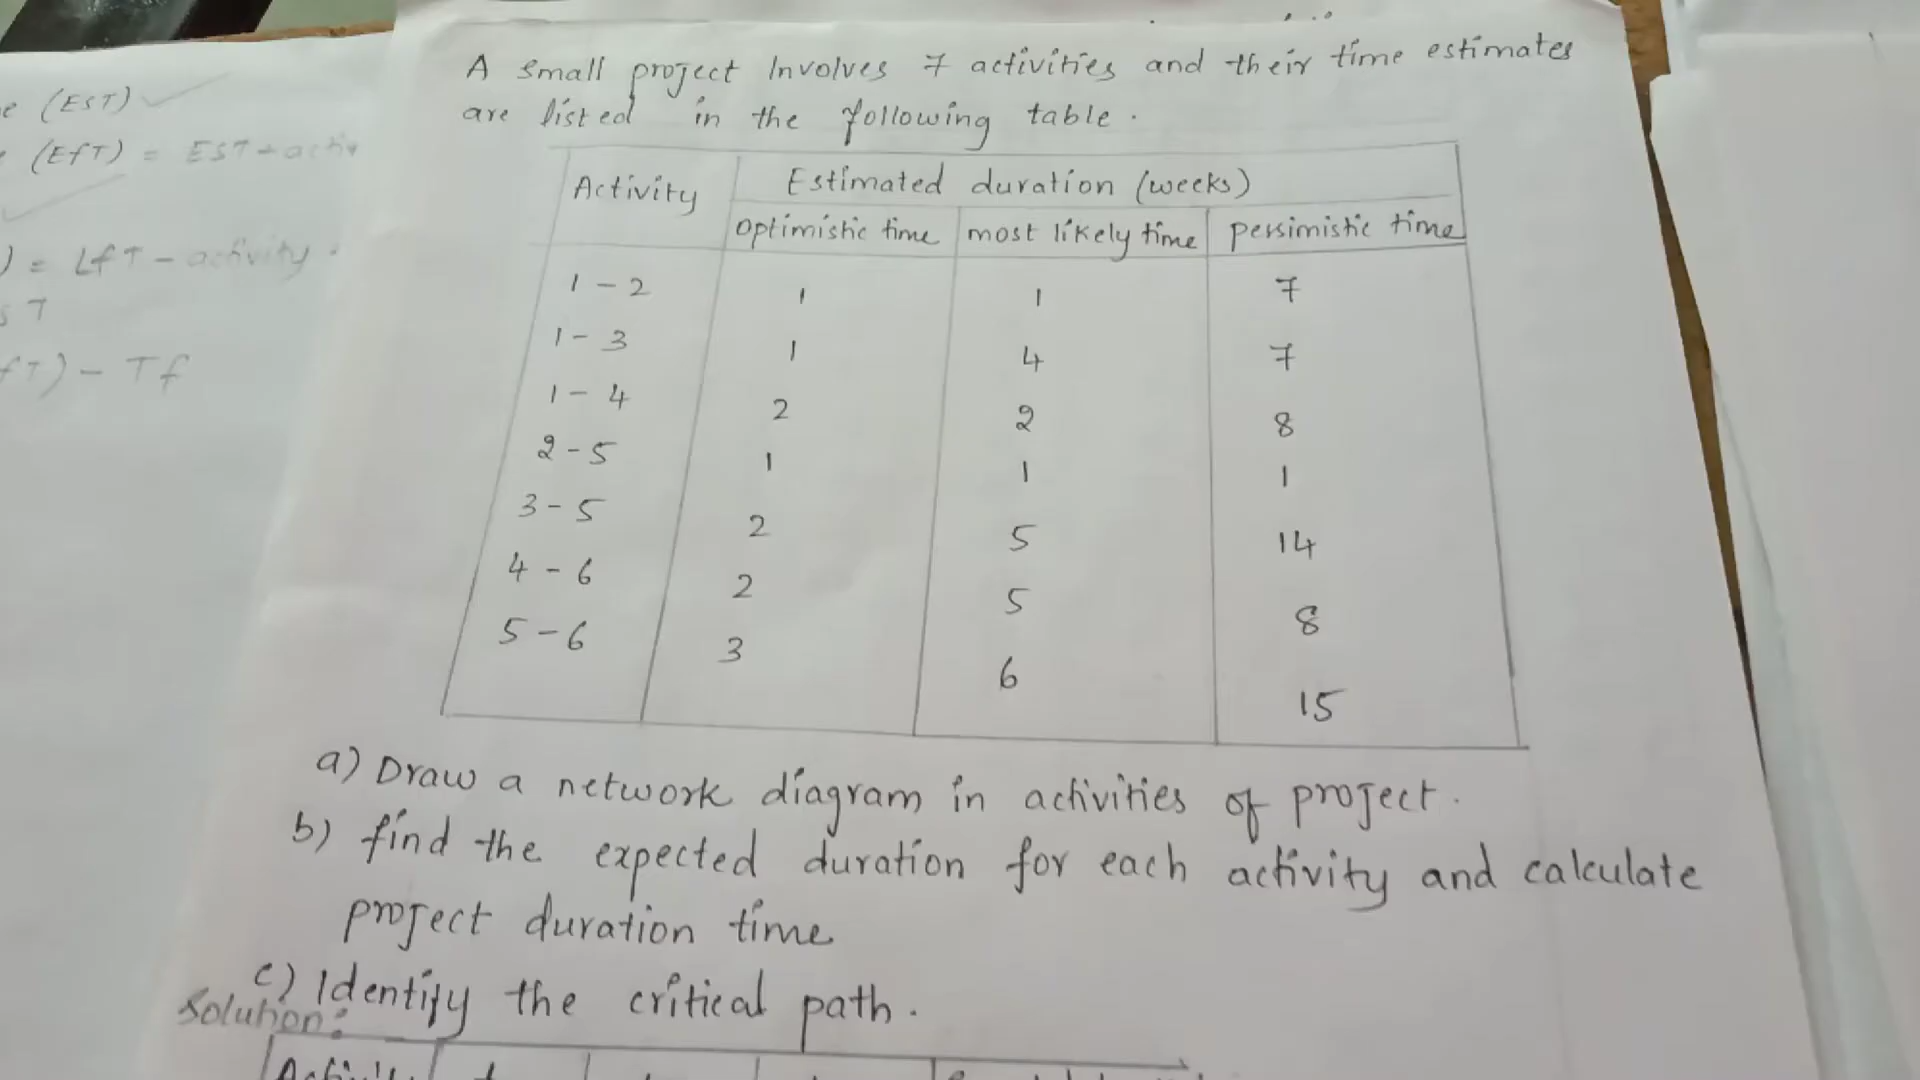 A small project Involves 7 activities and their time estimates
are listed in the following table.
Activity Estimated duration (weeks)
optimistic time most likely time persimistic time
1-2 1 1 7
1-3 1 4 7
1-4 2 2 8
2-5 1 1 1
3-5 2 5 14
4-6 2 5 8
5-6 3 6 15
a) Draw a network diagram in activities of project.
b) find the expected duration for each activity and calculate
project duration time
c) Identify the critical path.
Solution:
(EST)
(EFT) = EST +
) = LFT - activity.
) - Tf